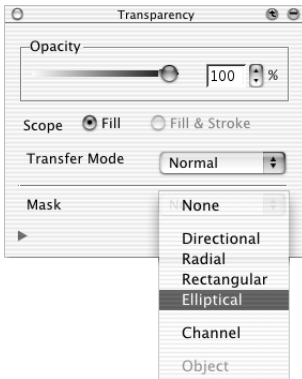 Transparency
Opacity
100 %
Scope Fill Fill & Stroke
Transfer Mode Normal
Mask None
Directional
Radial
Rectangular
Elliptical
Channel
Object